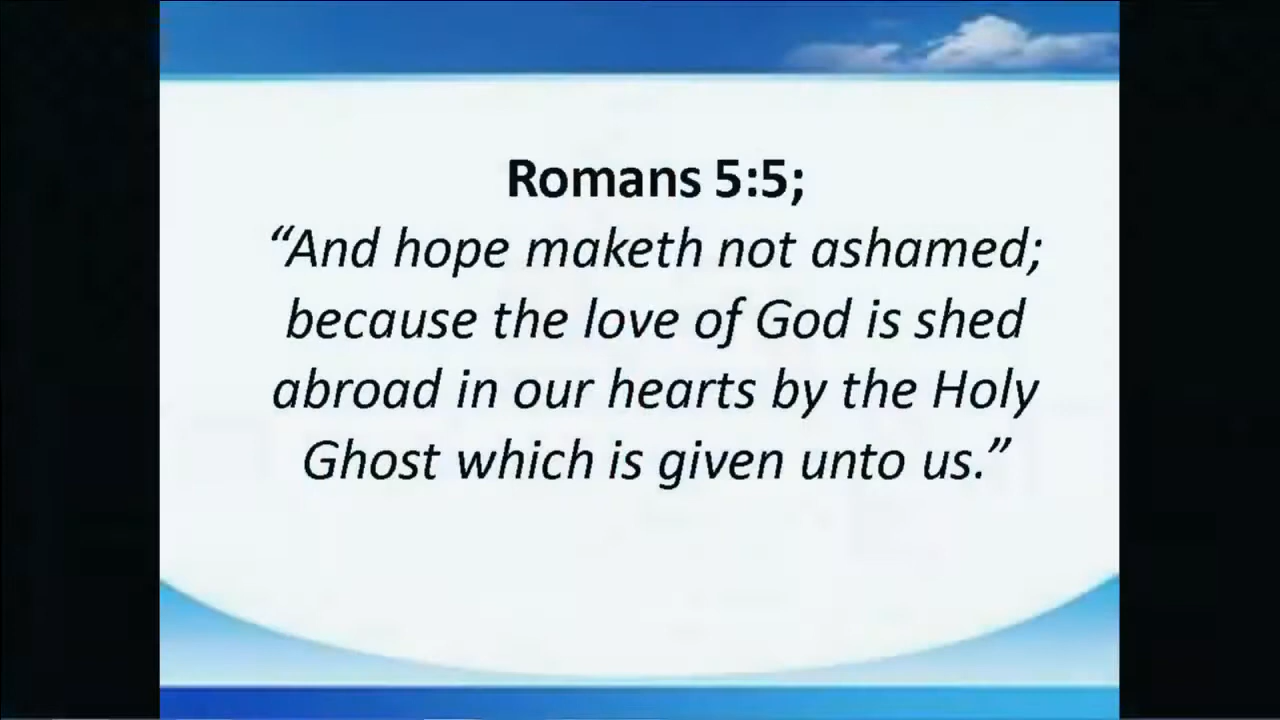 Romans 5:5;
“And hope maketh not ashamed;
because the love of God is shed
abroad in our hearts by the Holy
Ghost which is given unto us.”